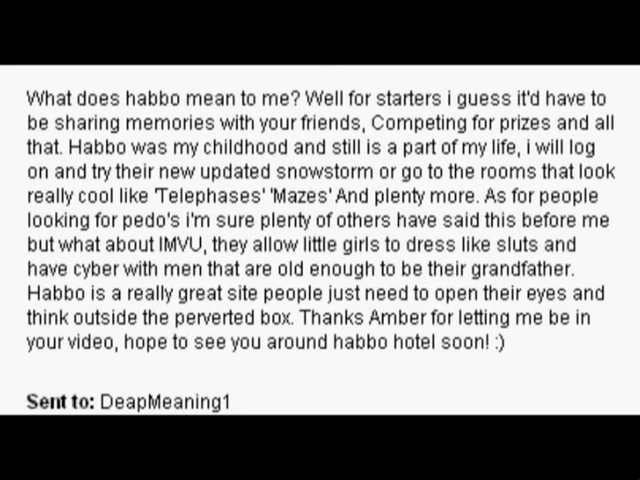 What does habbo mean to me? Well for starters i guess it'd have to
be sharing memories with your friends, Competing for prizes and all
that. Habbo was my childhood and still is a part of my life, i will log
on and try their new updated snowstorm or go to the rooms that look
really cool like 'Telephases' 'Mazes' And plenty more. As for people
looking for pedo's i'm sure plenty of others have said this before me
but what about IMVU, they allow little girls to dress like sluts and
have cyber with men that are old enough to be their grandfather.
Habbo is a really great site people just need to open their eyes and
think outside the perverted box. Thanks Amber for letting me be in
your video, hope to see you around habbo hotel soon! :)
Sent to: DeapMeaning1